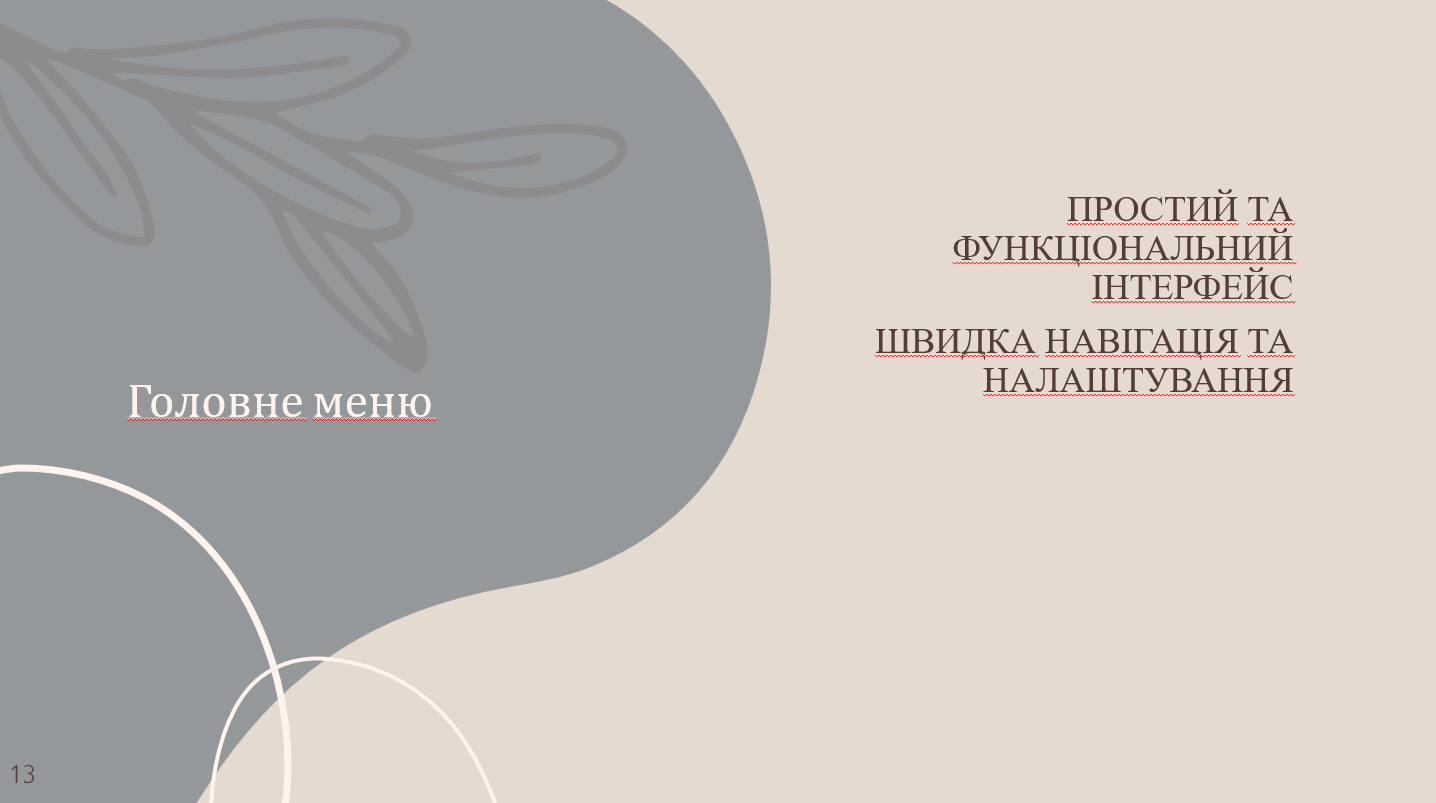 Головне меню
ПРОСТИЙ ТА
ФУНКЦІОНАЛЬНИЙ
ІНТЕРФЕЙС
ШВИДКА НАВІГАЦІЯ ТА
НАЛАШТУВАННЯ
13